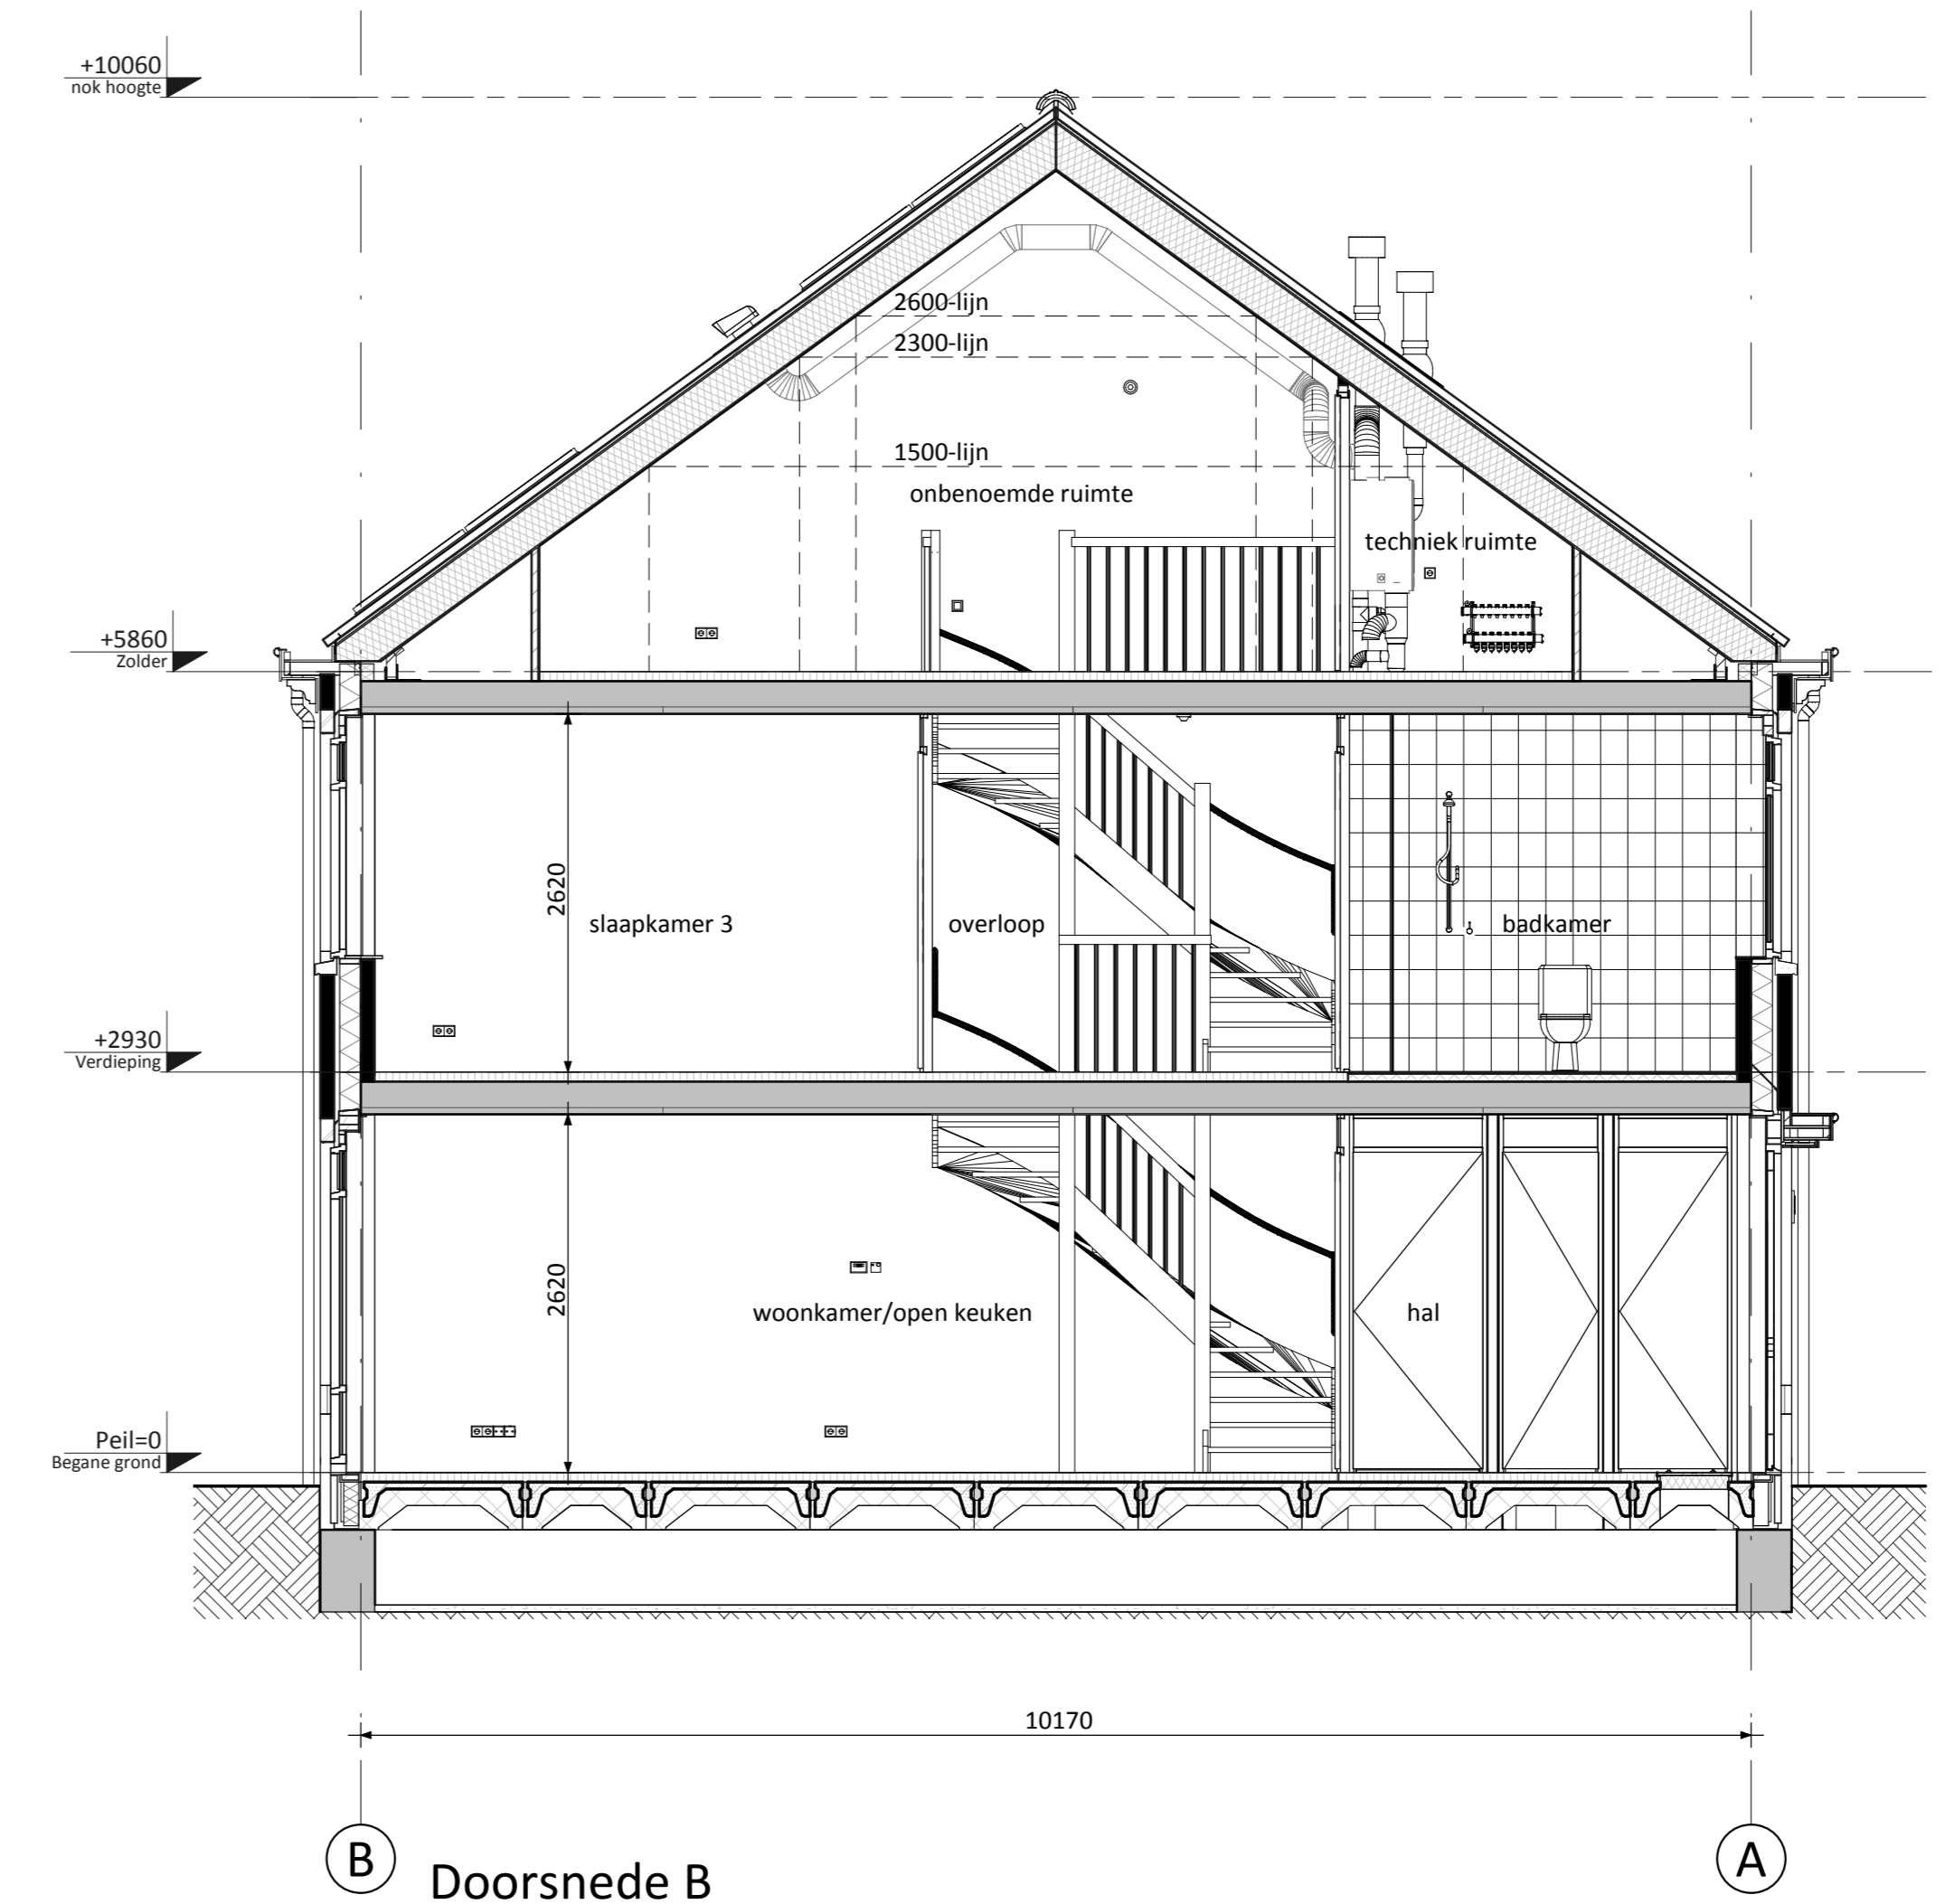 +10060
nok hoogte
2600-lijn
2300-lijn
1500-lijn
onbenoemde ruimte
techniek ruimte
+5860
Zolder
2620
slaapkamer 3
overloop
badkamer
+2930
Verdieping
2620
woonkamer/open keuken
hal
Peil=0
Begane grond
10170
B
A
Doorsnede B